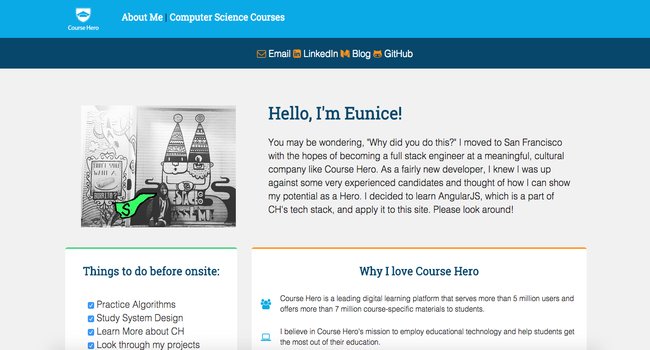 Course Hero
About Me | Computer Science Courses
Email LinkedIn Blog GitHub
Hello, I'm Eunice!
You may be wondering, "Why did you do this?" I moved to San Francisco
with the hopes of becoming a full stack engineer at a meaningful, cultural
company like Course Hero. As a fairly new developer, I knew I was up
against some very experienced candidates and thought of how I can show
my potential as a Hero. I decided to learn AngularJS, which is a part of
CH's tech stack, and apply it to this site. Please look around!
Things to do before onsite:
Practice Algorithms
Study System Design
Learn More about CH
Look through my projects
Why I love Course Hero
Course Hero is a leading digital learning platform that serves more than 5 million users and
offers more than 7 million course-specific materials to students.
I believe in Course Hero's mission to employ educational technology and help students get
the most out of their education.